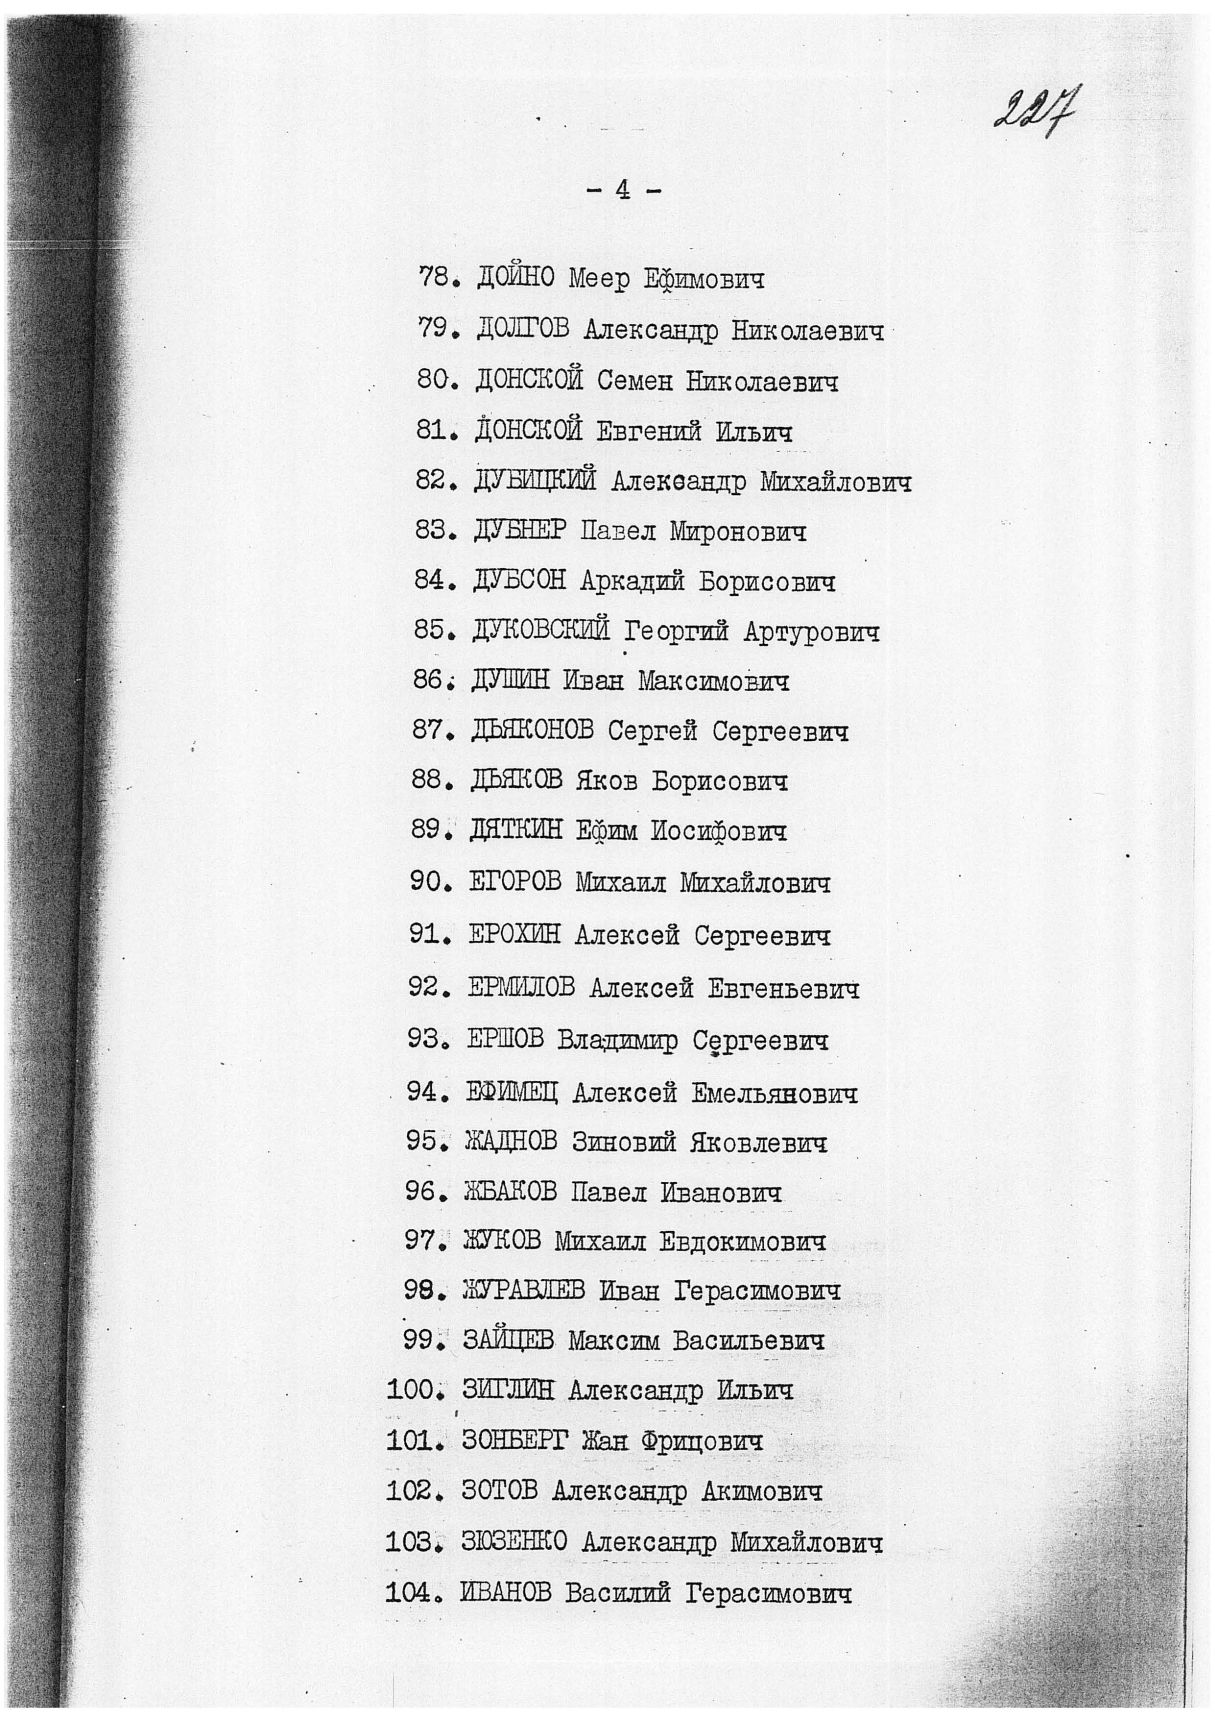 227
- 4 -
78. ДОЙНО Меер Ефимович
79. ДОЛГОВ Александр Николаевич
80. ДОНСКОЙ Семен Николаевич
81. ДОНСКОЙ Евгений Ильич
82. ДУБИЦКИЙ Александр Михайлович
83. ДУБНЕР Павел Миронович
84. ДУБСОН Аркадий Борисович
85. ДУКОВСКИЙ Георгий Артурович
86. ДУШИН Иван Максимович
87. ДЬЯКОНОВ Сергей Сергеевич
88. ДЬЯКОВ Яков Борисович
89. ДЯТКИН Ефим Иосифович
90. ЕГОРОВ Михаил Михайлович
91. ЕРОХИН Алексей Сергеевич
92. ЕРМИЛОВ Алексей Евгеньевич
93. ЕРШОВ Владимир Сергеевич
94. ЕФИМЕЦ Алексей Емельянович
95. ЖАДНОВ Зиновий Яковлевич
96. ЖБАКОВ Павел Иванович
97. ЖУКОВ Михаил Евдокимович
98. ЖУРАВЛЕВ Иван Герасимович
99. ЗАЙЦЕВ Максим Васильевич
100. ЗИГЛИН Александр Ильич
101. ЗОНБЕРГ Жан Фрицович
102. ЗОТОВ Александр Акимович
103. ЗЮЗЕНКО Александр Михайлович
104. ИВАНОВ Василий Герасимович